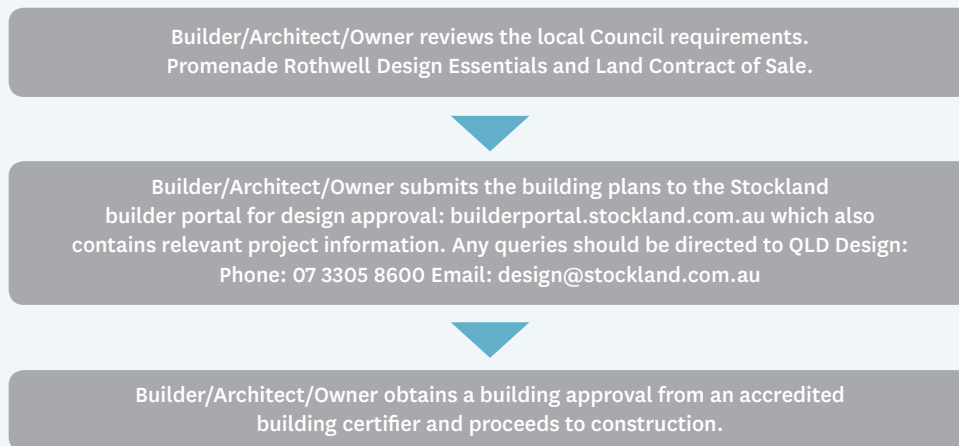 Builder/Architect/Owner reviews the local Council requirements.
Promenade Rothwell Design Essentials and Land Contract of Sale.
Builder/Architect/Owner submits the building plans to the Stockland
builder portal for design approval: builderportal.stockland.com.au which also
contains relevant project information. Any queries should be directed to QLD Design:
Phone: 07 3305 8600 Email: design@stockland.com.au
Builder/Architect/Owner obtains a building approval from an accredited
building certifier and proceeds to construction.